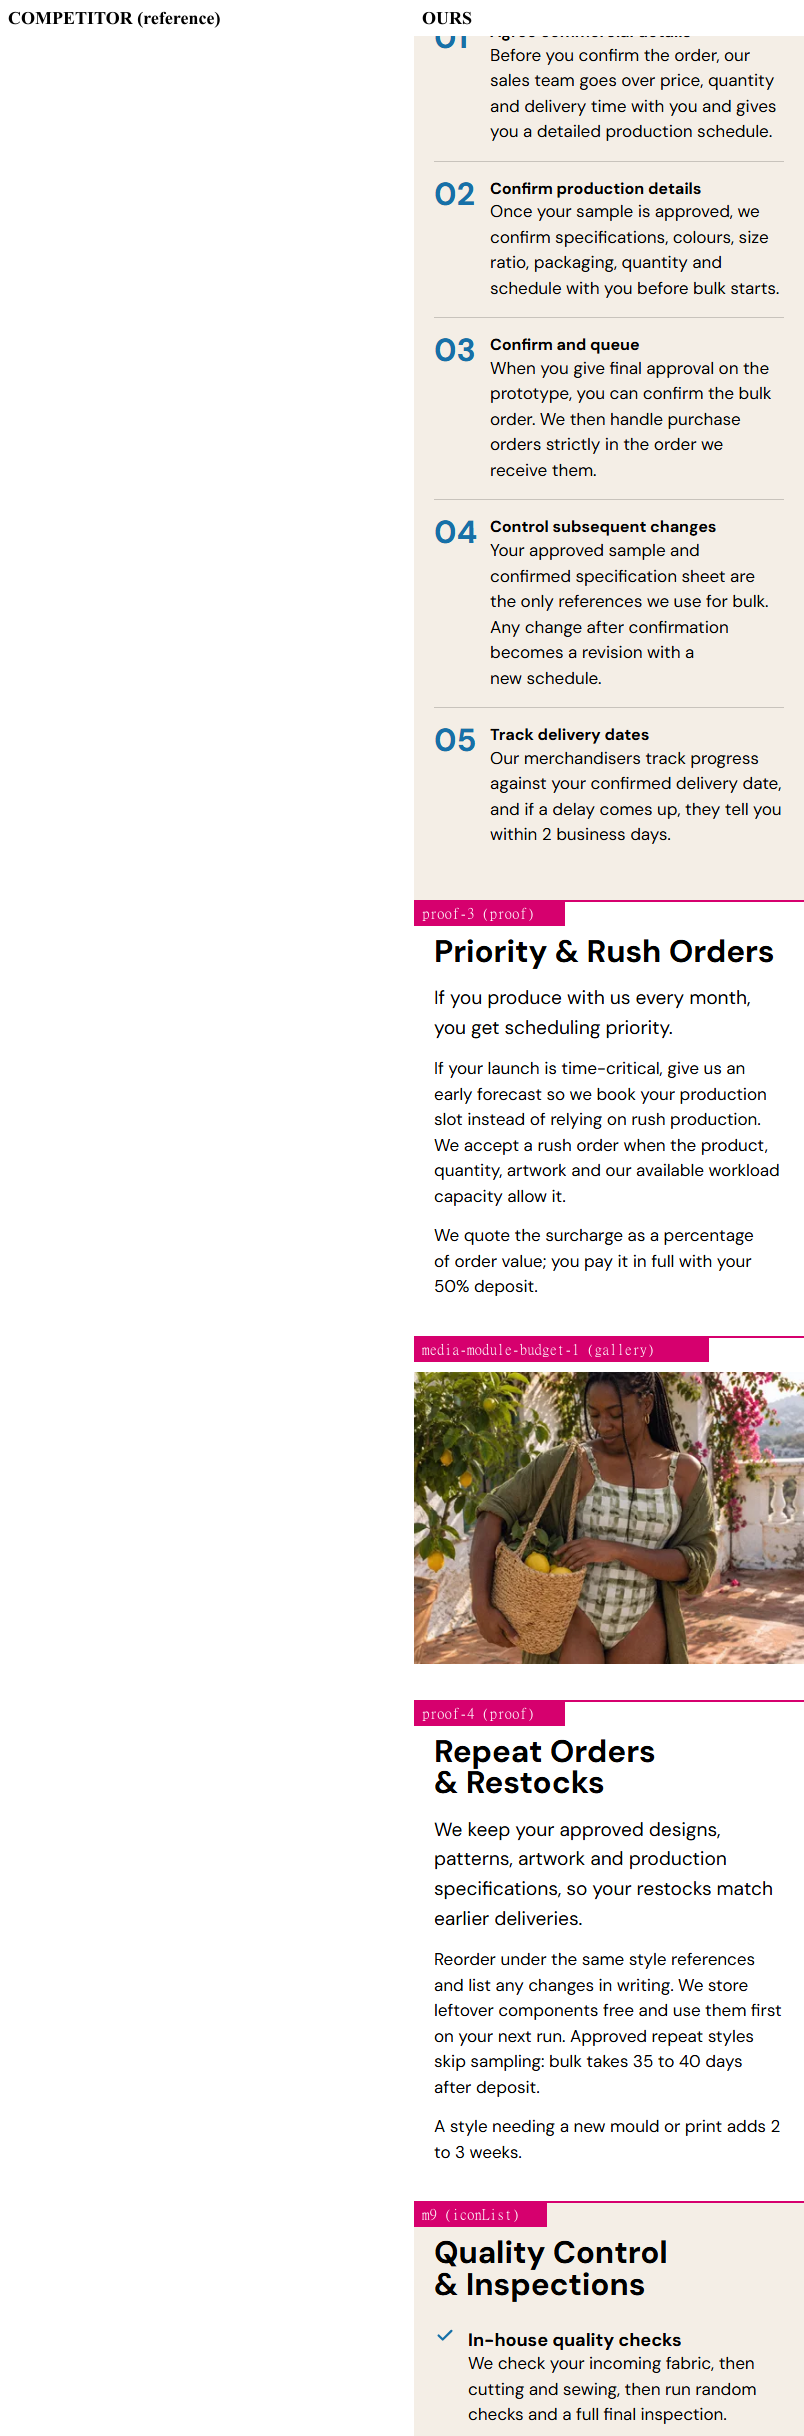 COMPETITOR (reference)
OURS
01 Agree commercial details
Before you confirm the order, our
sales team goes over price, quantity
and delivery time with you and gives
you a detailed production schedule.
02 Confirm production details
Once your sample is approved, we
confirm specifications, colours, size
ratio, packaging, quantity and
schedule with you before bulk starts.
03 Confirm and queue
When you give final approval on the
prototype, you can confirm the bulk
order. We then handle purchase
orders strictly in the order we
receive them.
04 Control subsequent changes
Your approved sample and
confirmed specification sheet are
the only references we use for bulk.
Any change after confirmation
becomes a revision with a
new schedule.
05 Track delivery dates
Our merchandisers track progress
against your confirmed delivery date,
and if a delay comes up, they tell you
within 2 business days.
proof-3 (proof)
Priority & Rush Orders
If you produce with us every month,
you get scheduling priority.
If your launch is time-critical, give us an
early forecast so we book your production
slot instead of relying on rush production.
We accept a rush order when the product,
quantity, artwork and our available workload
capacity allow it.
We quote the surcharge as a percentage
of order value; you pay it in full with your
50% deposit.
media-module-budget-1 (gallery)
proof-4 (proof)
Repeat Orders
& Restocks
We keep your approved designs,
patterns, artwork and production
specifications, so your restocks match
earlier deliveries.
Reorder under the same style references
and list any changes in writing. We store
leftover components free and use them first
on your next run. Approved repeat styles
skip sampling: bulk takes 35 to 40 days
after deposit.
A style needing a new mould or print adds 2
to 3 weeks.
m9 (iconList)
Quality Control
& Inspections
In-house quality checks
We check your incoming fabric, then
cutting and sewing, then run random
checks and a full final inspection.